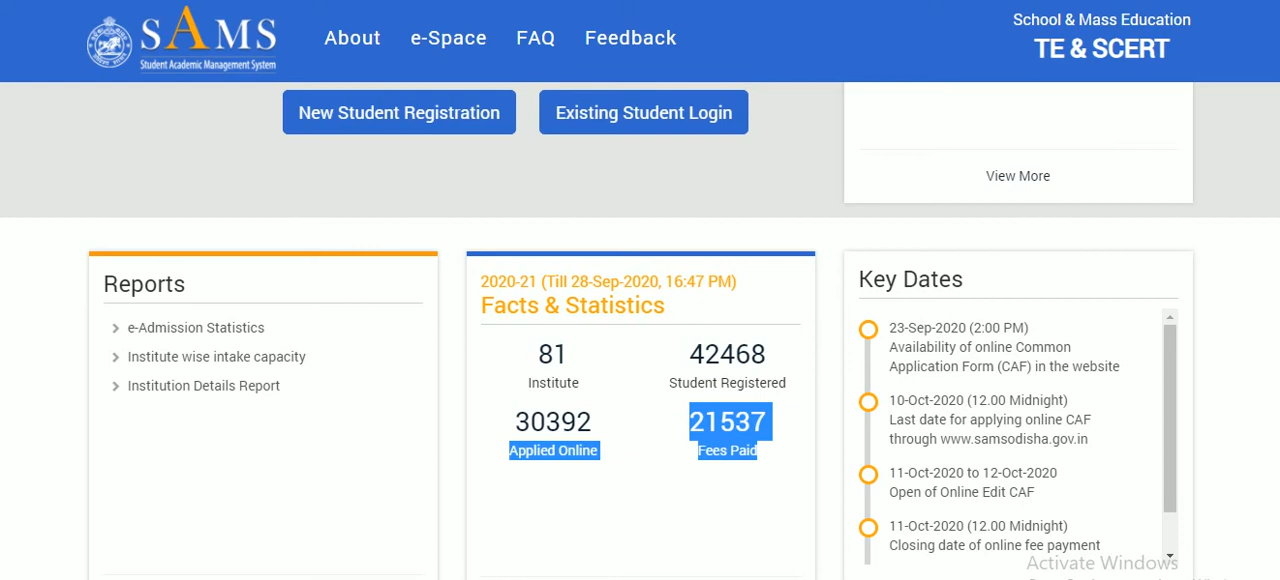 SAMS
Student Academic Management System
About e-Space FAQ Feedback
School & Mass Education
TE & SCERT
New Student Registration Existing Student Login
View More
Reports
e-Admission Statistics
Institute wise intake capacity
Institution Details Report
2020-21 (Till 28-Sep-2020, 16:47 PM)
Facts & Statistics
81 42468
Institute Student Registered
30392 21537
Applied Online Fees Paid
Key Dates
23-Sep-2020 (2:00 PM)
Availability of online Common
Application Form (CAF) in the website
10-Oct-2020 (12.00 Midnight)
Last date for applying online CAF
through www.samsodisha.gov.in
11-Oct-2020 to 12-Oct-2020
Open of Online Edit CAF
11-Oct-2020 (12.00 Midnight)
Closing date of online fee payment
Activate Windows